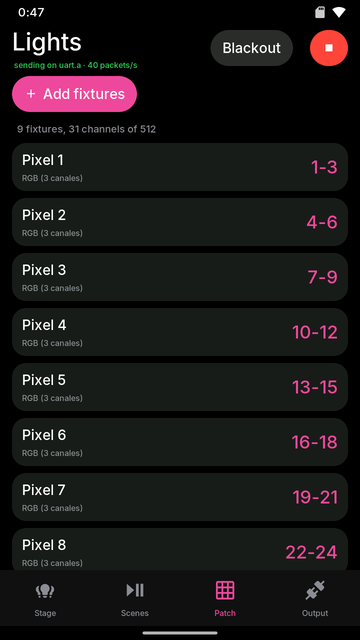 0:47
Lights
Blackout
sending on uart.a · 40 packets/s
+ Add fixtures
9 fixtures, 31 channels of 512
Pixel 1
1-3
RGB (3 canales)
Pixel 2
4-6
RGB (3 canales)
Pixel 3
7-9
RGB (3 canales)
Pixel 4
10-12
RGB (3 canales)
Pixel 5
13-15
RGB (3 canales)
Pixel 6
16-18
RGB (3 canales)
Pixel 7
19-21
RGB (3 canales)
Pixel 8
22-24
Stage
Scenes
Patch
Output